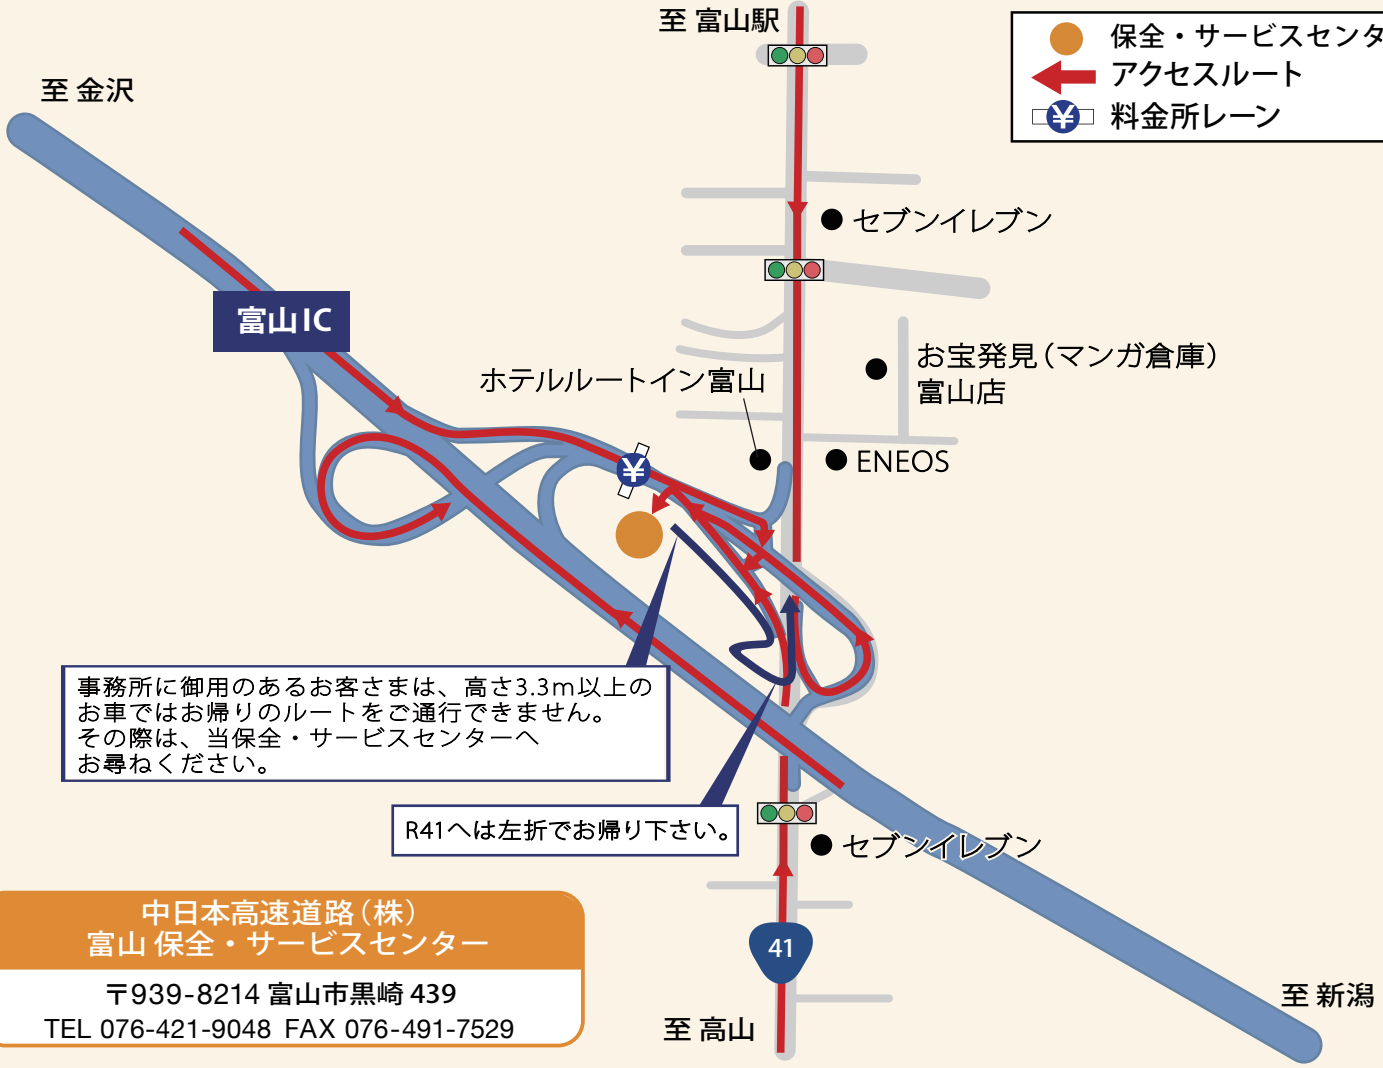 至 富山駅
保全・サービスセンタ
アクセスルート
¥ 料金所レーン
至 金沢
セブンイレブン
富山IC
お宝発見（マンガ倉庫）
富山店
ホテルルートイン富山
ENEOS
¥
事務所に御用のあるお客さまは、高さ3.3m以上の
お車ではお帰りのルートをご通行できません。
その際は、当保全・サービスセンターへ
お尋ねください。
R41へは左折でお帰り下さい。
セブンイレブン
中日本高速道路（株）
富山 保全・サービスセンター
〒939-8214 富山市黒崎 439
TEL 076-421-9048 FAX 076-491-7529
41
至 新潟
至 高山